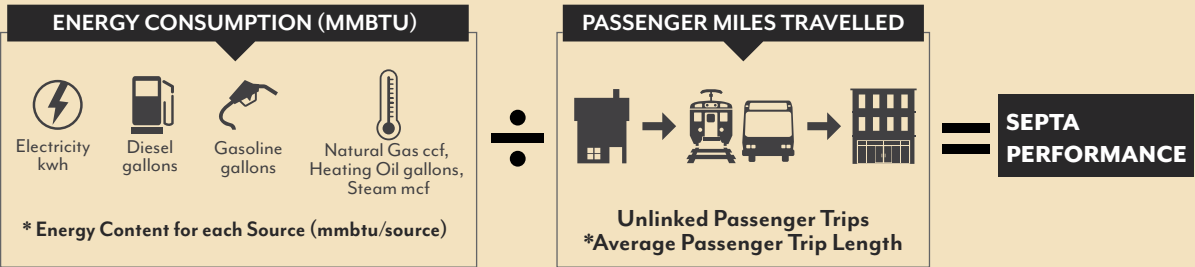 ENERGY CONSUMPTION (MMBTU)
Electricity
kwh
Diesel
gallons
Gasoline
gallons
Natural Gas ccf,
Heating Oil gallons,
Steam mcf
* Energy Content for each Source (mmbtu/source)
÷
PASSENGER MILES TRAVELLED
Unlinked Passenger Trips
*Average Passenger Trip Length
=
SEPTA
PERFORMANCE